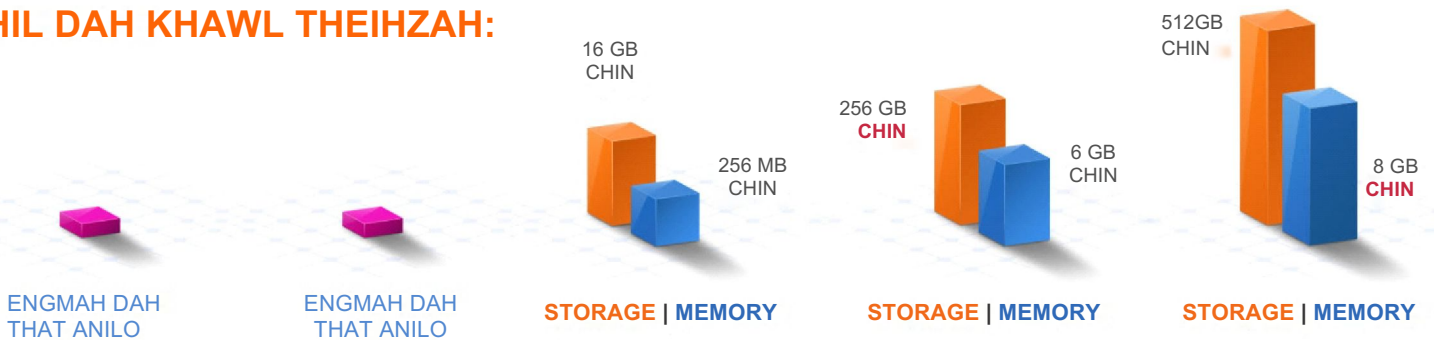 HIL DAH KHAWL THEIHZAH:
16 GB
CHIN
256 MB
CHIN
256 GB
CHIN
6 GB
CHIN
512GB
CHIN
8 GB
CHIN
ENGMAH DAH
THAT ANILO
ENGMAH DAH
THAT ANILO
STORAGE | MEMORY
STORAGE | MEMORY
STORAGE | MEMORY